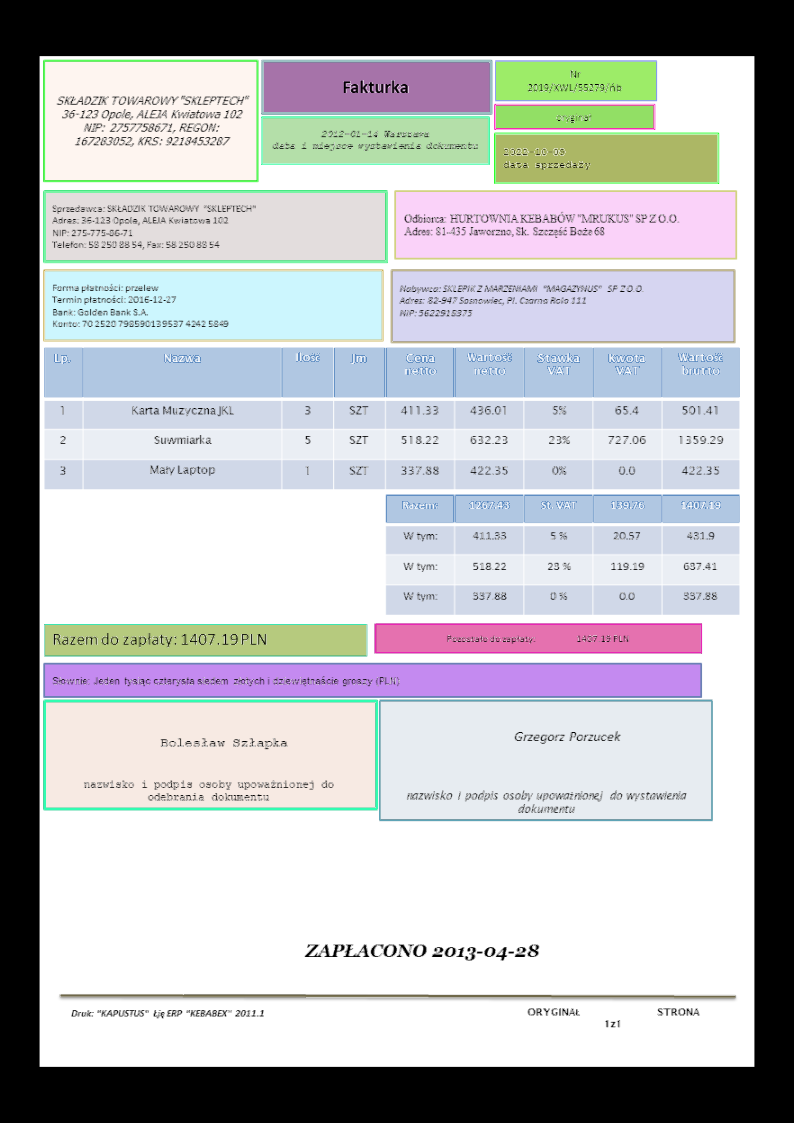 SKŁADZIK TOWAROWY "SKLEPTECH"
36-123 Opole, ALEJA Kwiatowa 102
NIP: 2757758671, REGON:
167283052, KRS: 9218453287
Fakturka
2012-01-14 Warszawa
data i miejsce wystawienia dokumentu
Nr
2019/XWL/55279/ńb
oryginał
2022-10-09
data sprzedaży
Sprzedawca: SKŁADZIK TOWAROWY "SKLEPTECH"
Adres: 36-123 Opole, ALEJA Kwiatowa 102
NIP: 275-775-86-71
Telefon: 58 250 88 54, Fax: 58 250 88 54
Odbiorca: HURTOWNIA KEBABÓW "MRUKUS" SP Z O.O.
Adres: 81-435 Jaworzno, Sk. Szczęść Boże 68
Forma płatności: przelew
Termin płatności: 2016-12-27
Bank: Golden Bank S.A.
Konto: 70 2520 7985 9013 9537 4242 5849
Nabywca: SKLEPIK Z MARZENIAMI "MAGAZYNUS" SP Z O.O.
Adres: 82-947 Sosnowiec, Pl. Czarna Rola 111
NIP: 5622915373
Lp. Nazwa Ilość Jm Cena netto Wartość netto Stawka VAT Kwota VAT Wartość brutto
1 Karta Muzyczna JKL 3 SZT 411.33 436.01 5% 65.4 501.41
2 Suwmiarka 5 SZT 518.22 632.23 23% 727.06 1359.29
3 Mały Laptop 1 SZT 337.88 422.35 0% 0.0 422.35
Razem: 1267.43 St. VAT 139.76 1407.19
W tym: 411.33 5 % 20.57 431.9
W tym: 518.22 23 % 119.19 637.41
W tym: 337.88 0 % 0.0 337.88
Razem do zapłaty: 1407.19 PLN
Pozostało do zapłaty: 1407.19 PLN
Słownie: Jeden tysiąc czterysta siedem złotych i dziewiętnaście groszy (PLN)
Bolesław Szłapka
nazwisko i podpis osoby upoważnionej do
odebrania dokumentu
Grzegorz Porzucek
nazwisko i podpis osoby upoważnionej do wystawienia
dokumentu
ZAPŁACONO 2013-04-28
Druk: "KAPUSTUS" Łję ERP "KEBABEX" 2011.1
ORYGINAŁ STRONA
1 z 1